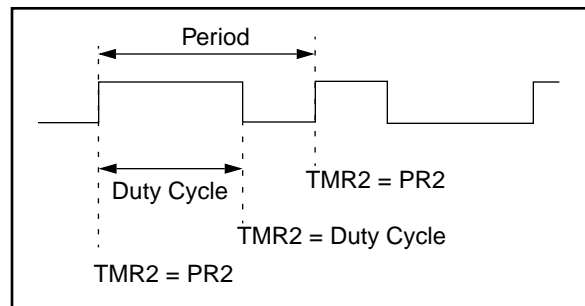 Period
Duty Cycle
TMR2 = PR2
TMR2 = Duty Cycle
TMR2 = PR2